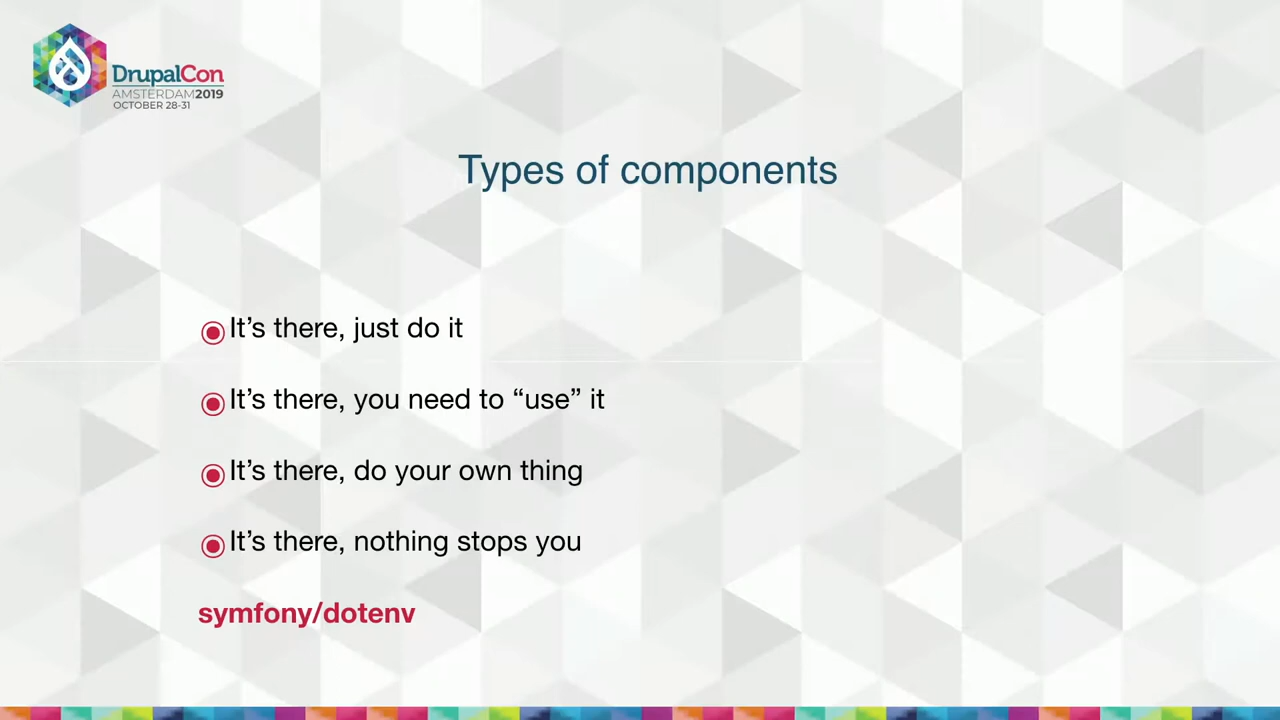 DrupalCon
AMSTERDAM2019
OCTOBER 28-31
Types of components
It’s there, just do it
It’s there, you need to “use” it
It’s there, do your own thing
It’s there, nothing stops you
symfony/dotenv